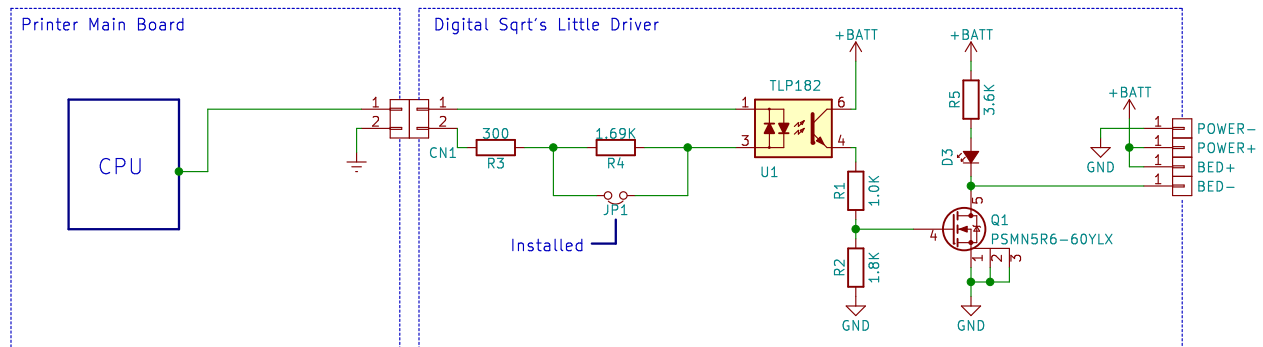 Printer Main Board
Digital Sqrt's Little Driver
CPU
1
2
1
2
CN1
300
R3
1.69K
R4
JP1
Installed
TLP182
1
3
6
4
U1
+BATT
R1
1.0K
R2
1.8K
GND
+BATT
R5
3.6K
D3
5
4
Q1
PSMN5R6-60YLX
1
2
3
GND
+BATT
GND
1 POWER-
1 POWER+
1 BED+
1 BED-